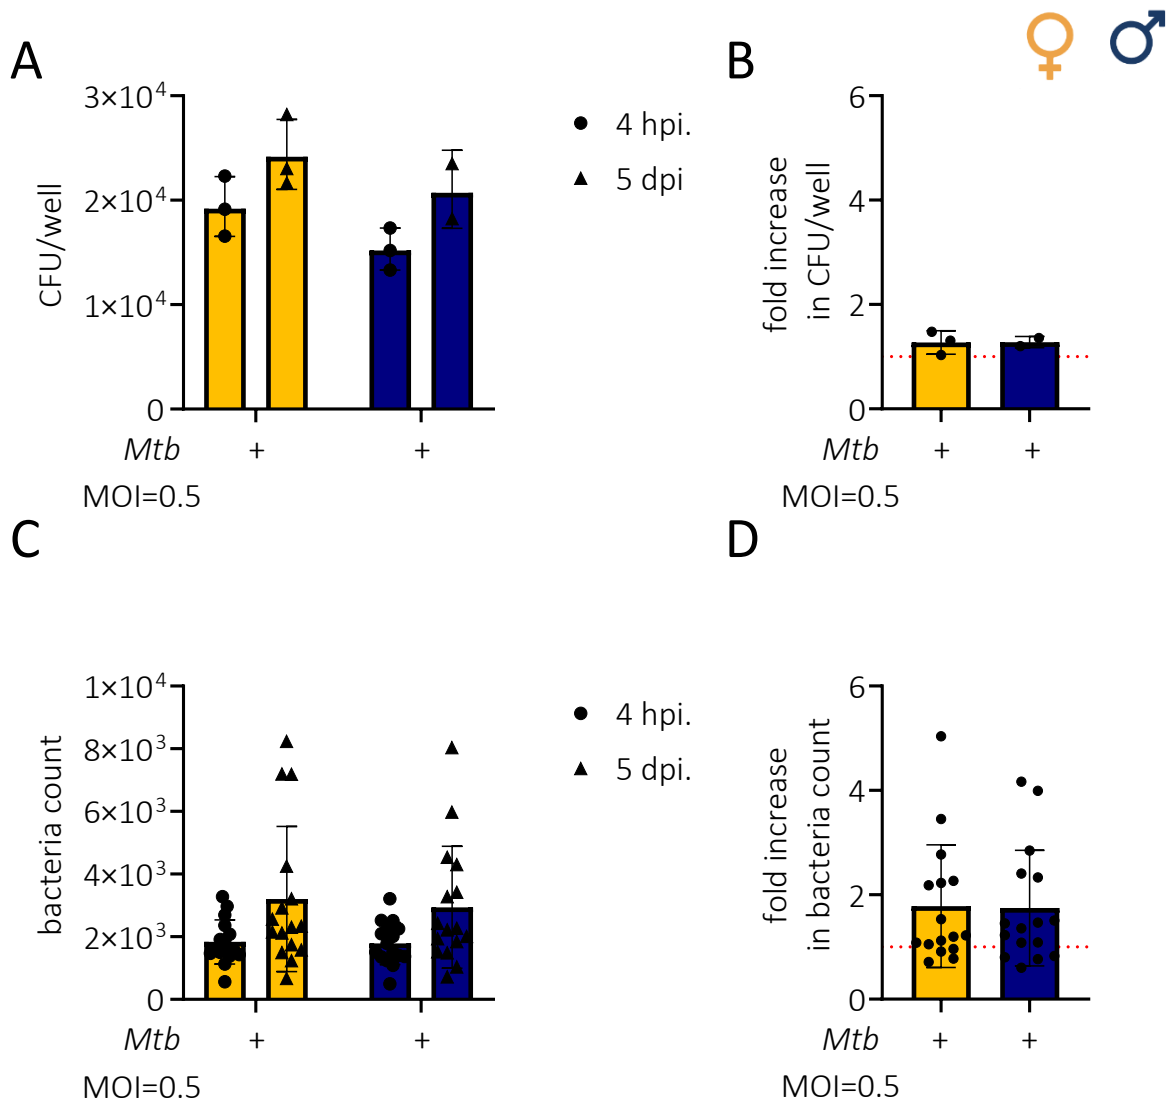 A
3×10⁴
2×10⁴
1×10⁴
0
CFU/well
4 hpi.
5 dpi
Mtb + +
MOI=0.5
B
6
4
2
0
fold increase
in CFU/well
Mtb + +
MOI=0.5
C
1×10⁴
8×10³
6×10³
4×10³
2×10³
0
bacteria count
4 hpi.
5 dpi.
Mtb + +
MOI=0.5
D
6
4
2
0
fold increase
in bacteria count
Mtb + +
MOI=0.5